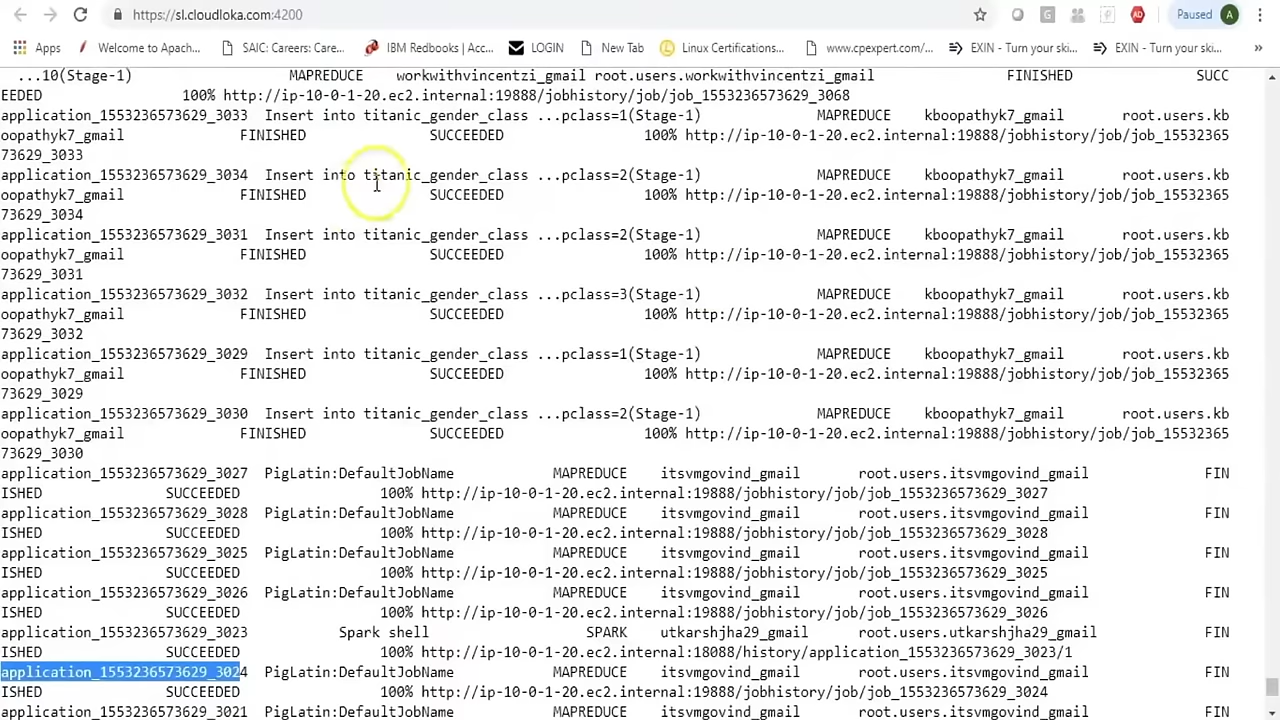 https://sl.cloudloka.com:4200
Paused A
Apps Welcome to Apach... SAIC: Careers: Care... IBM Redbooks | Acc... LOGIN New Tab Linux Certifications... www.cpexpert.com/... EXIN - Turn your skin... EXIN - Turn your ski... »
...10(Stage-1) MAPREDUCE workwithvincentzi_gmail root.users.workwithvincentzi_gmail FINISHED SUCC
EEDED 100% http://ip-10-0-1-20.ec2.internal:19888/jobhistory/job/job_1553236573629_3068
application_1553236573629_3033 Insert into titanic_gender_class ...pclass=1(Stage-1) MAPREDUCE kboopathyk7_gmail root.users.kb
oopathyk7_gmail FINISHED SUCCEEDED 100% http://ip-10-0-1-20.ec2.internal:19888/jobhistory/job/job_15532365
73629_3033
application_1553236573629_3034 Insert into titanic_gender_class ...pclass=2(Stage-1) MAPREDUCE kboopathyk7_gmail root.users.kb
oopathyk7_gmail FINISHED SUCCEEDED 100% http://ip-10-0-1-20.ec2.internal:19888/jobhistory/job/job_15532365
73629_3034
application_1553236573629_3031 Insert into titanic_gender_class ...pclass=2(Stage-1) MAPREDUCE kboopathyk7_gmail root.users.kb
oopathyk7_gmail FINISHED SUCCEEDED 100% http://ip-10-0-1-20.ec2.internal:19888/jobhistory/job/job_15532365
73629_3031
application_1553236573629_3032 Insert into titanic_gender_class ...pclass=3(Stage-1) MAPREDUCE kboopathyk7_gmail root.users.kb
oopathyk7_gmail FINISHED SUCCEEDED 100% http://ip-10-0-1-20.ec2.internal:19888/jobhistory/job/job_15532365
73629_3032
application_1553236573629_3029 Insert into titanic_gender_class ...pclass=1(Stage-1) MAPREDUCE kboopathyk7_gmail root.users.kb
oopathyk7_gmail FINISHED SUCCEEDED 100% http://ip-10-0-1-20.ec2.internal:19888/jobhistory/job/job_15532365
73629_3029
application_1553236573629_3030 Insert into titanic_gender_class ...pclass=2(Stage-1) MAPREDUCE kboopathyk7_gmail root.users.kb
oopathyk7_gmail FINISHED SUCCEEDED 100% http://ip-10-0-1-20.ec2.internal:19888/jobhistory/job/job_15532365
73629_3030
application_1553236573629_3027 PigLatin:DefaultJobName MAPREDUCE itsvmgovind_gmail root.users.itsvmgovind_gmail FIN
ISHED SUCCEEDED 100% http://ip-10-0-1-20.ec2.internal:19888/jobhistory/job/job_1553236573629_3027
application_1553236573629_3028 PigLatin:DefaultJobName MAPREDUCE itsvmgovind_gmail root.users.itsvmgovind_gmail FIN
ISHED SUCCEEDED 100% http://ip-10-0-1-20.ec2.internal:19888/jobhistory/job/job_1553236573629_3028
application_1553236573629_3025 PigLatin:DefaultJobName MAPREDUCE itsvmgovind_gmail root.users.itsvmgovind_gmail FIN
ISHED SUCCEEDED 100% http://ip-10-0-1-20.ec2.internal:19888/jobhistory/job/job_1553236573629_3025
application_1553236573629_3026 PigLatin:DefaultJobName MAPREDUCE itsvmgovind_gmail root.users.itsvmgovind_gmail FIN
ISHED SUCCEEDED 100% http://ip-10-0-1-20.ec2.internal:19888/jobhistory/job/job_1553236573629_3026
application_1553236573629_3023 Spark shell SPARK utkarshjha29_gmail root.users.utkarshjha29_gmail FIN
ISHED SUCCEEDED 100% http://ip-10-0-1-20.ec2.internal:18088/history/application_1553236573629_3023/1
application_1553236573629_3024 PigLatin:DefaultJobName MAPREDUCE itsvmgovind_gmail root.users.itsvmgovind_gmail FIN
ISHED SUCCEEDED 100% http://ip-10-0-1-20.ec2.internal:19888/jobhistory/job/job_1553236573629_3024
application_1553236573629_3021 PigLatin:DefaultJobName MAPREDUCE itsvmgovind_gmail root.users.itsvmgovind_gmail FIN